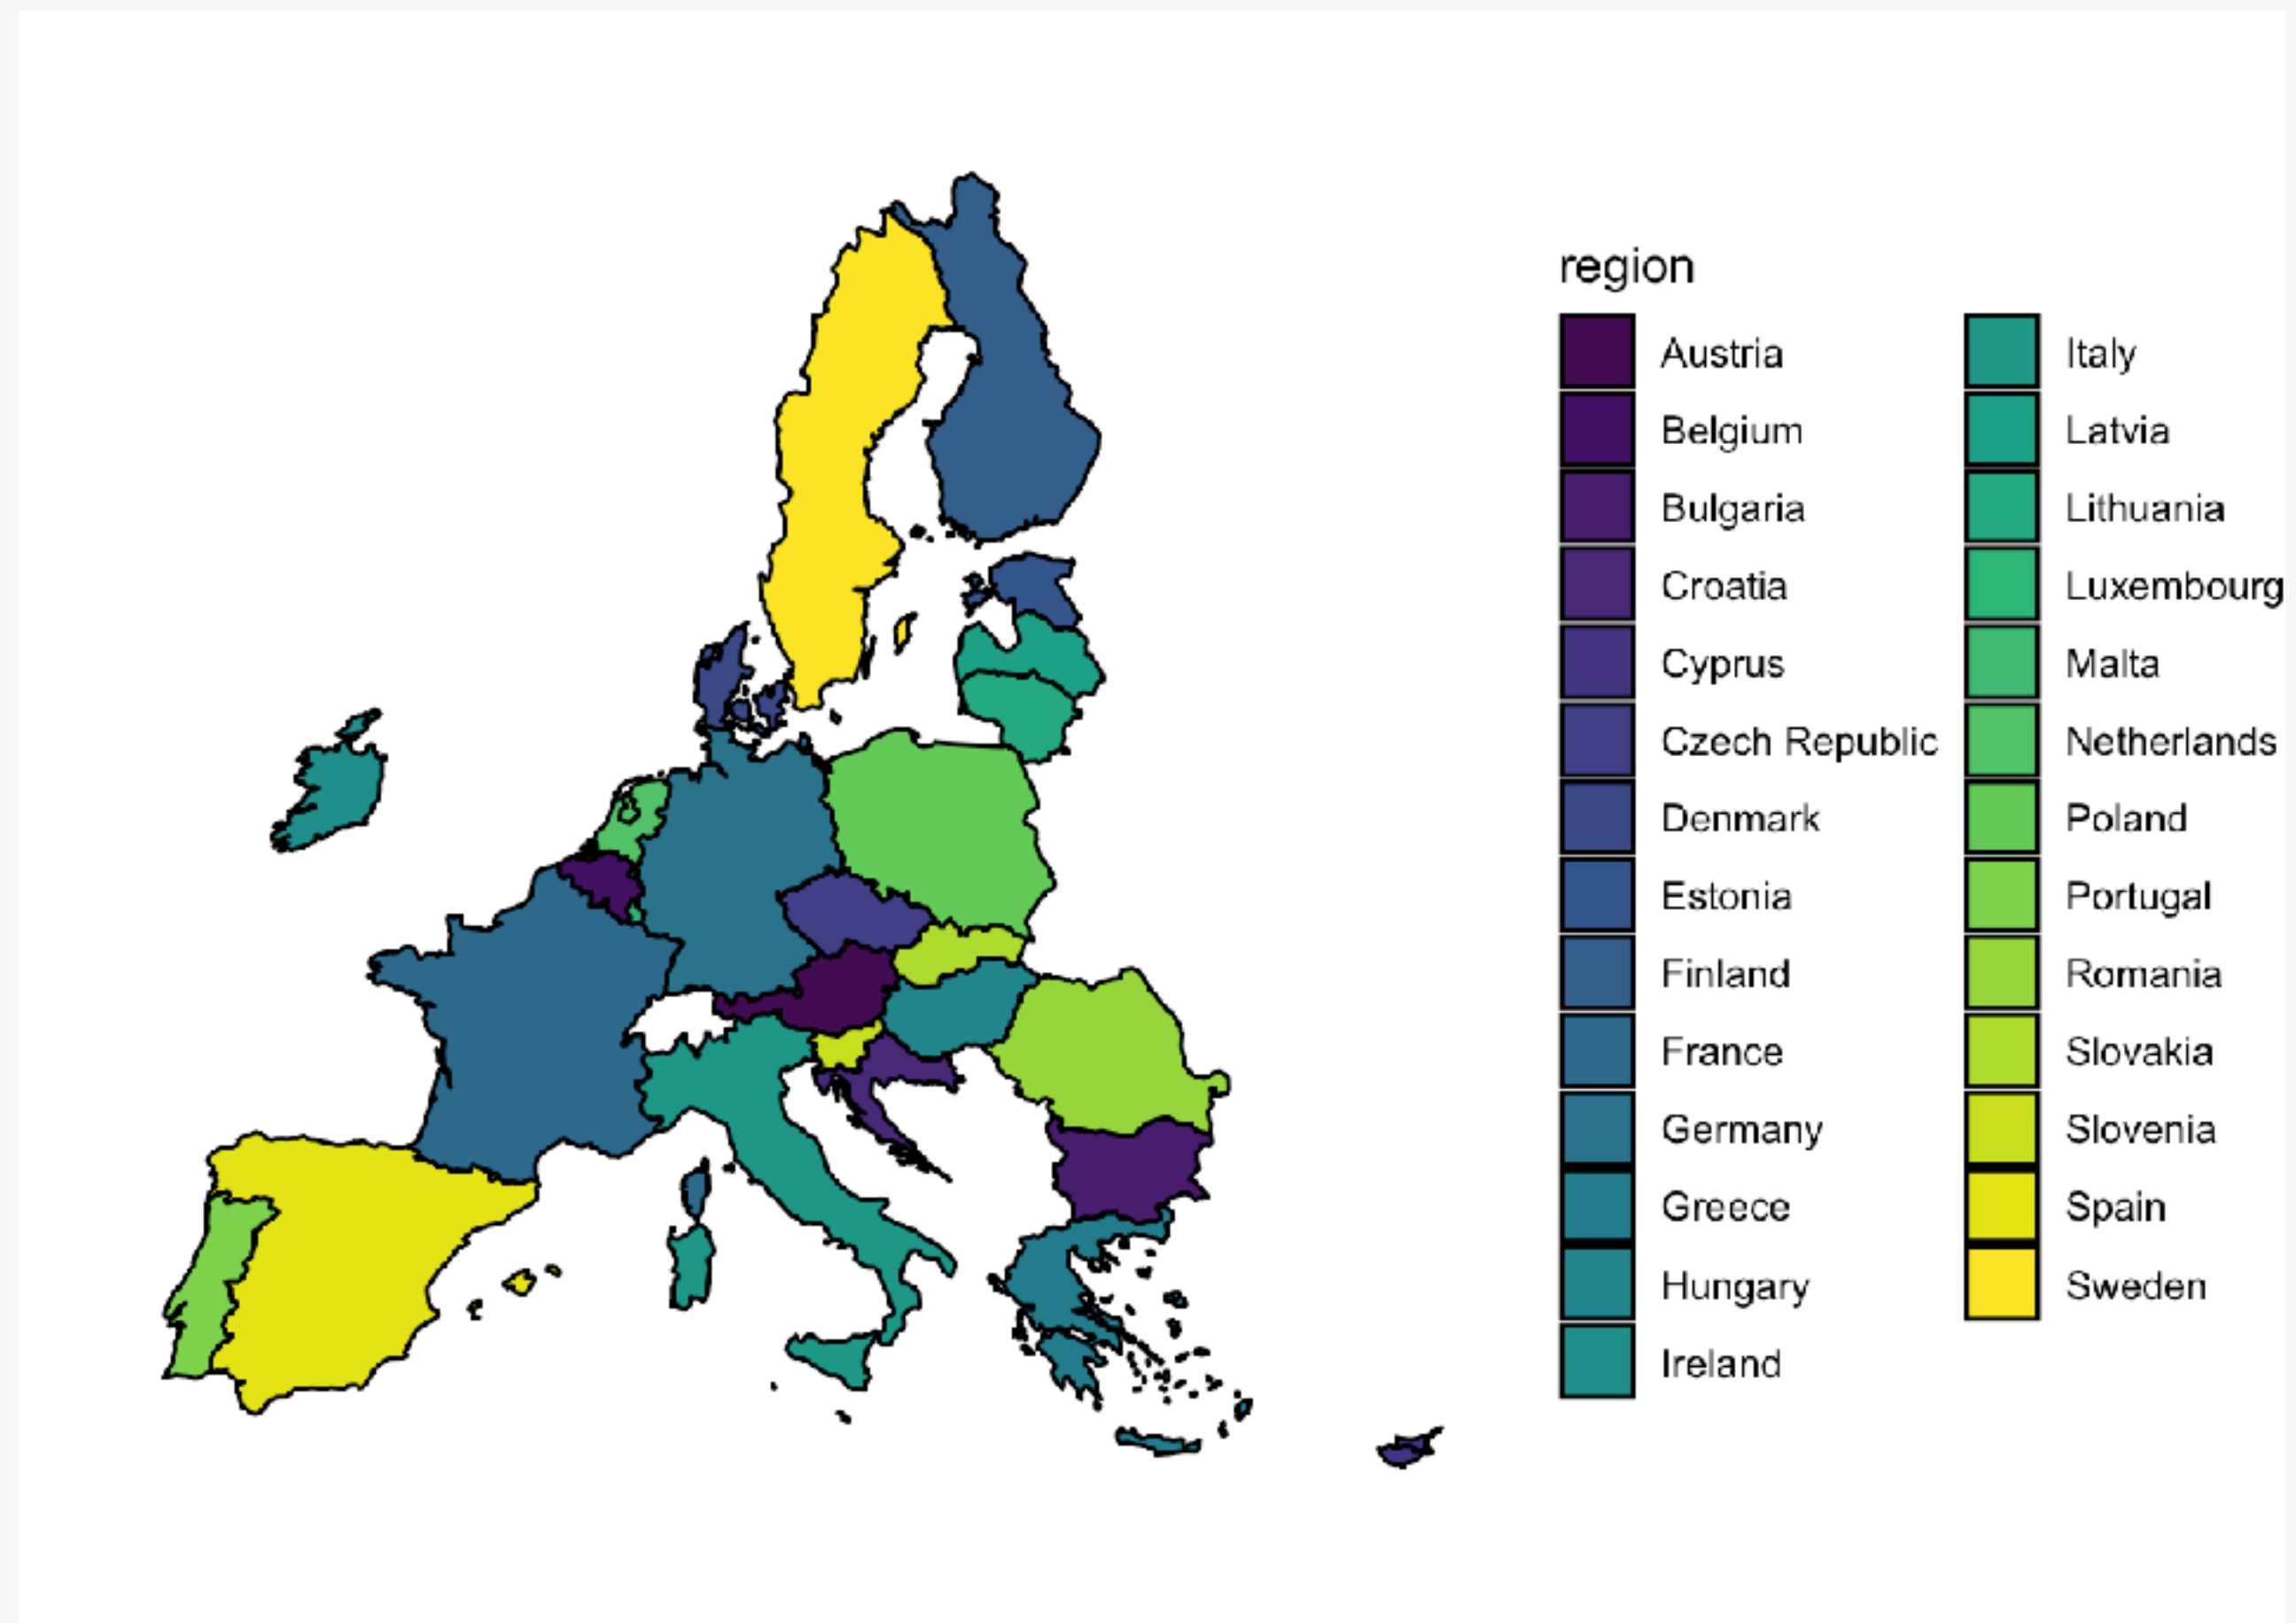 region
Austria
Belgium
Bulgaria
Croatia
Cyprus
Czech Republic
Denmark
Estonia
Finland
France
Germany
Greece
Hungary
Ireland
Italy
Latvia
Lithuania
Luxembourg
Malta
Netherlands
Poland
Portugal
Romania
Slovakia
Slovenia
Spain
Sweden